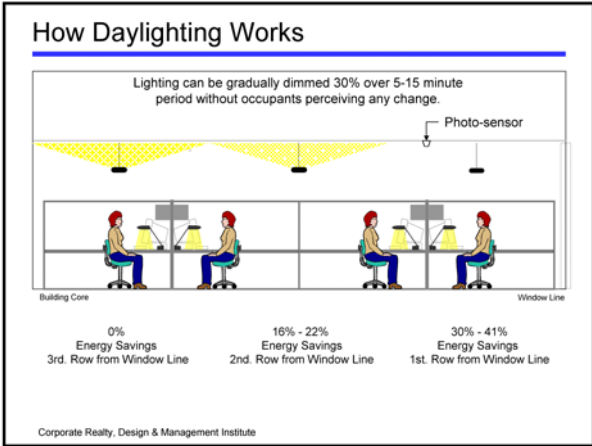 How Daylighting Works
Lighting can be gradually dimmed 30% over 5-15 minute
period without occupants perceiving any change.
Photo-sensor
Building Core
Window Line
0%
Energy Savings
3rd. Row from Window Line
16% - 22%
Energy Savings
2nd. Row from Window Line
30% - 41%
Energy Savings
1st. Row from Window Line
Corporate Realty, Design & Management Institute